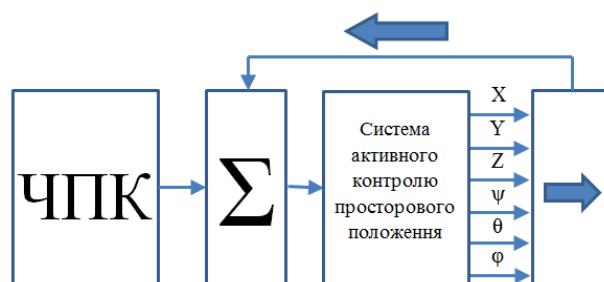 ЧПК
Σ
Система
активного
контролю
просторового
положення
X
Y
Z
ψ
θ
φ